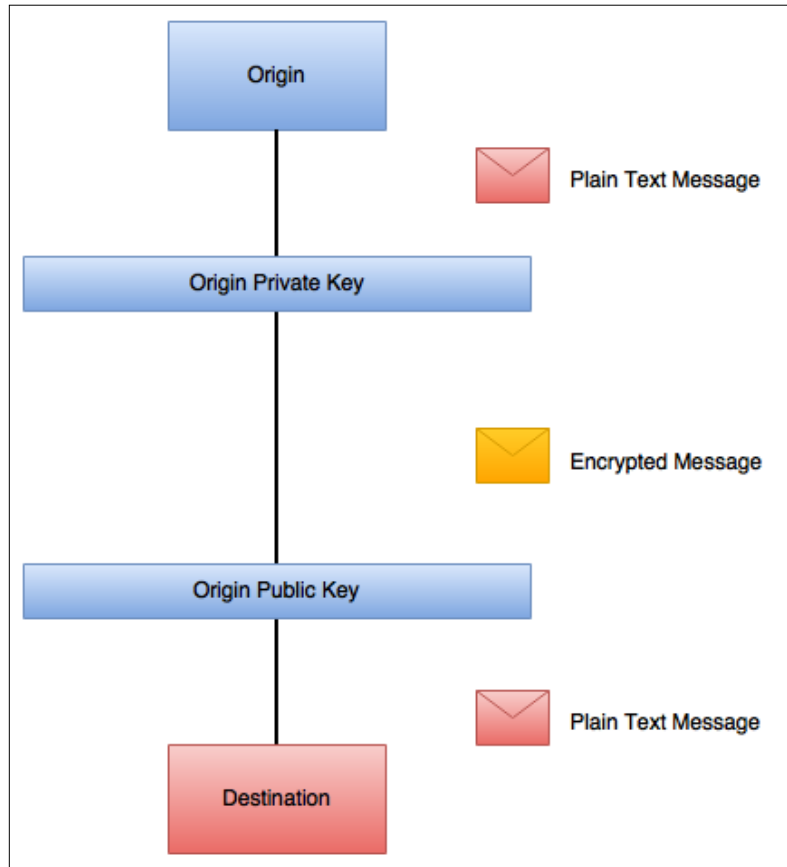 Origin
Plain Text Message
Origin Private Key
Encrypted Message
Origin Public Key
Plain Text Message
Destination